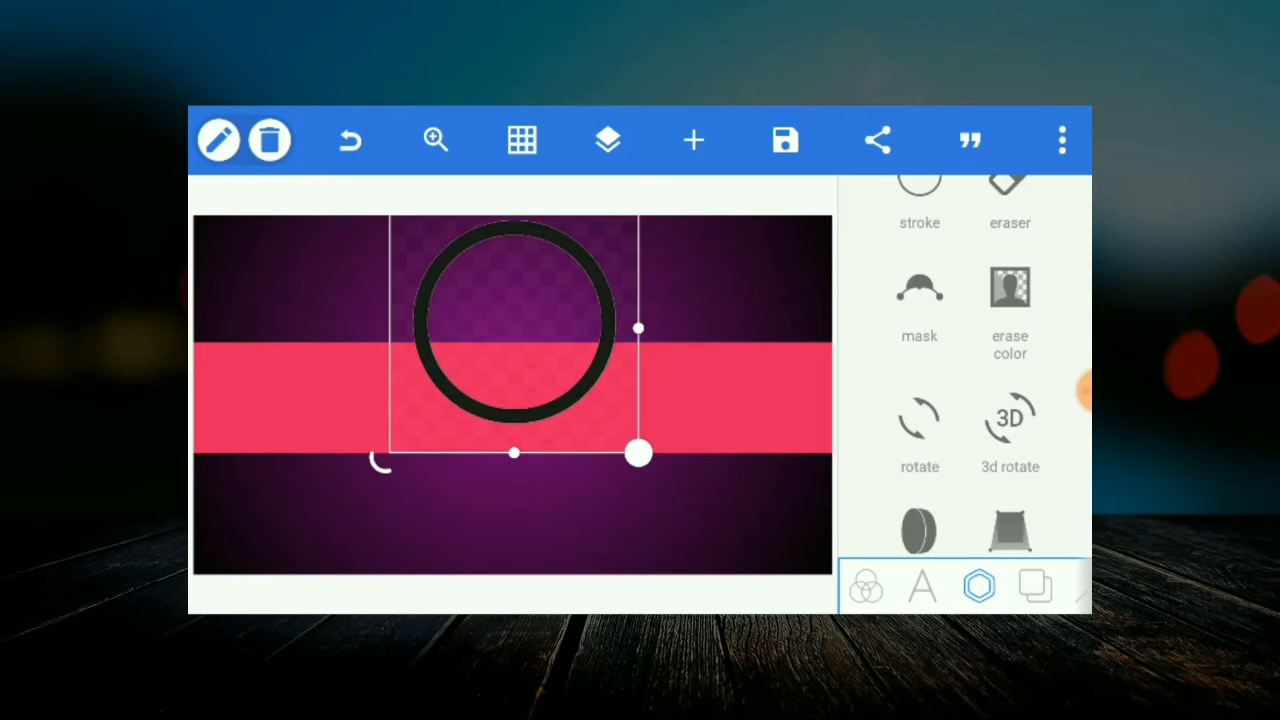 stroke
eraser
mask
erase
color
3D
rotate
3d rotate